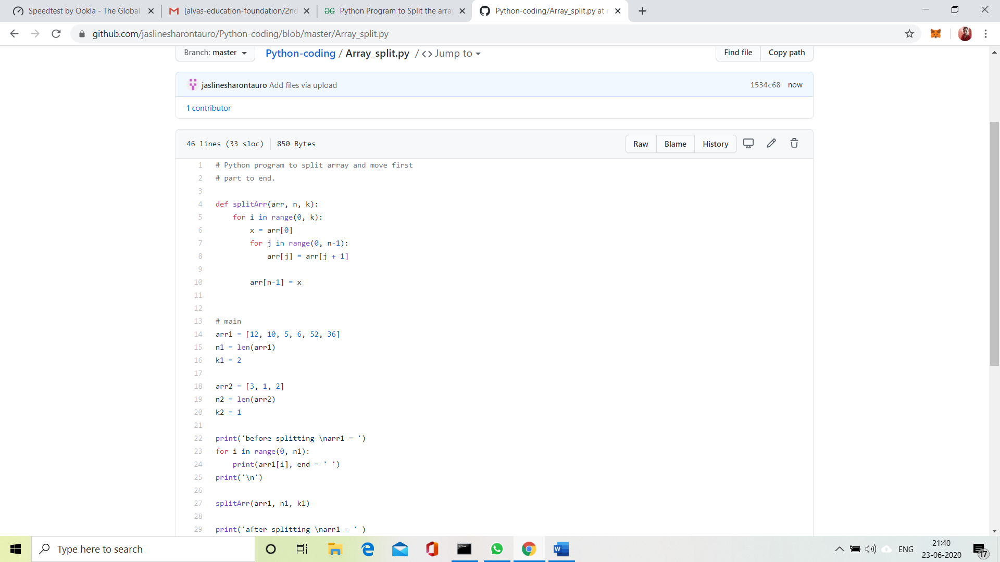 Speedtest by Ookla - The Global
[alvas-education-foundation/2nd
Python Program to Split the array
Python-coding/Array_split.py at
github.com/jaslinesharontauro/Python-coding/blob/master/Array_split.py
Branch: master
Python-coding / Array_split.py / <> Jump to
Find file
Copy path
jaslinesharontauro Add files via upload
1534c68 now
1 contributor
46 lines (33 sloc) 850 Bytes
Raw
Blame
History
1 # Python program to split array and move first
2 # part to end.
3
4 def splitArr(arr, n, k):
5     for i in range(0, k):
6         x = arr[0]
7         for j in range(0, n-1):
8             arr[j] = arr[j + 1]
9
10         arr[n-1] = x
11
12
13 # main
14 arr1 = [12, 10, 5, 6, 52, 36]
15 n1 = len(arr1)
16 k1 = 2
17
18 arr2 = [3, 1, 2]
19 n2 = len(arr2)
20 k2 = 1
21
22 print('before splitting \narr1 = ')
23 for i in range(0, n1):
24     print(arr1[i], end = ' ')
25 print('\n')
26
27 splitArr(arr1, n1, k1)
28
29 print('after splitting \narr1 = ' )
Type here to search
ENG
21:40
23-06-2020
17